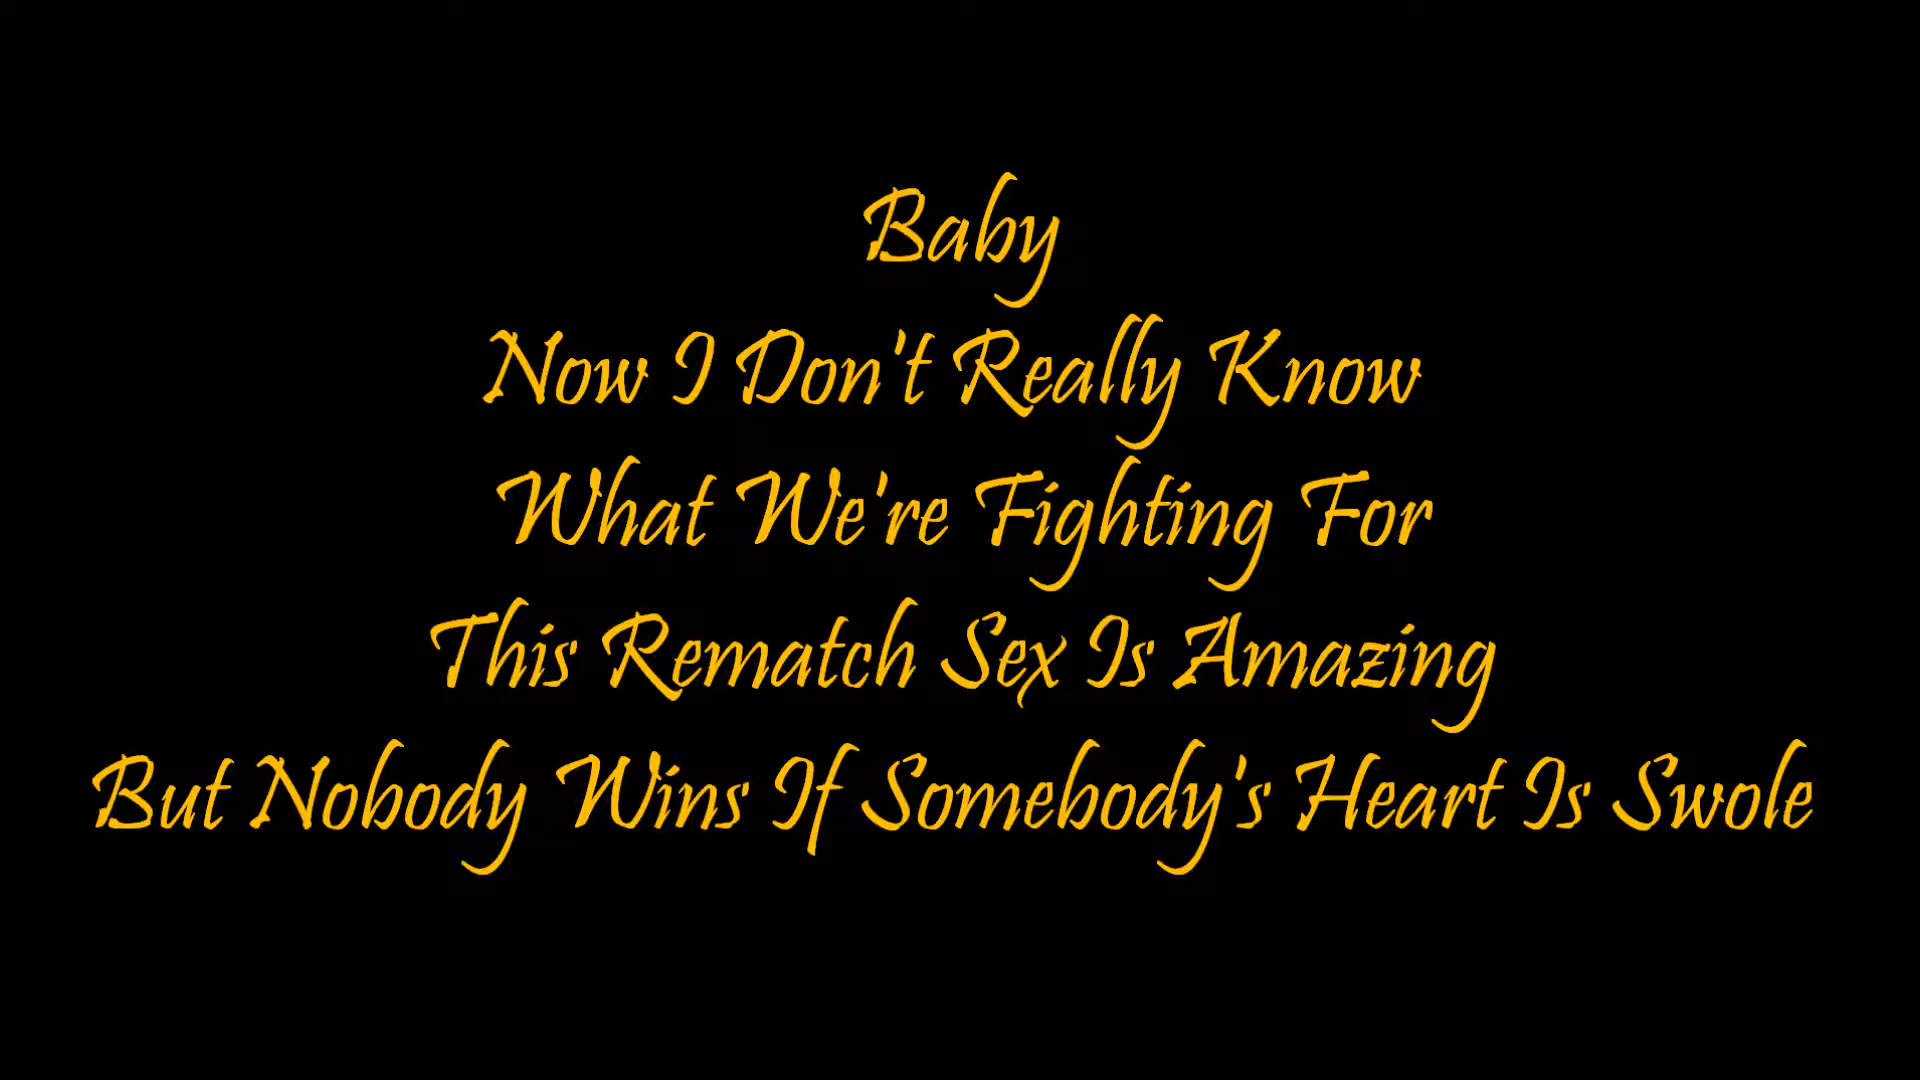 Baby
Now I Don't Really Know
What We're Fighting For
This Rematch Sex Is Amazing
But Nobody Wins If Somebody's Heart Is Swole